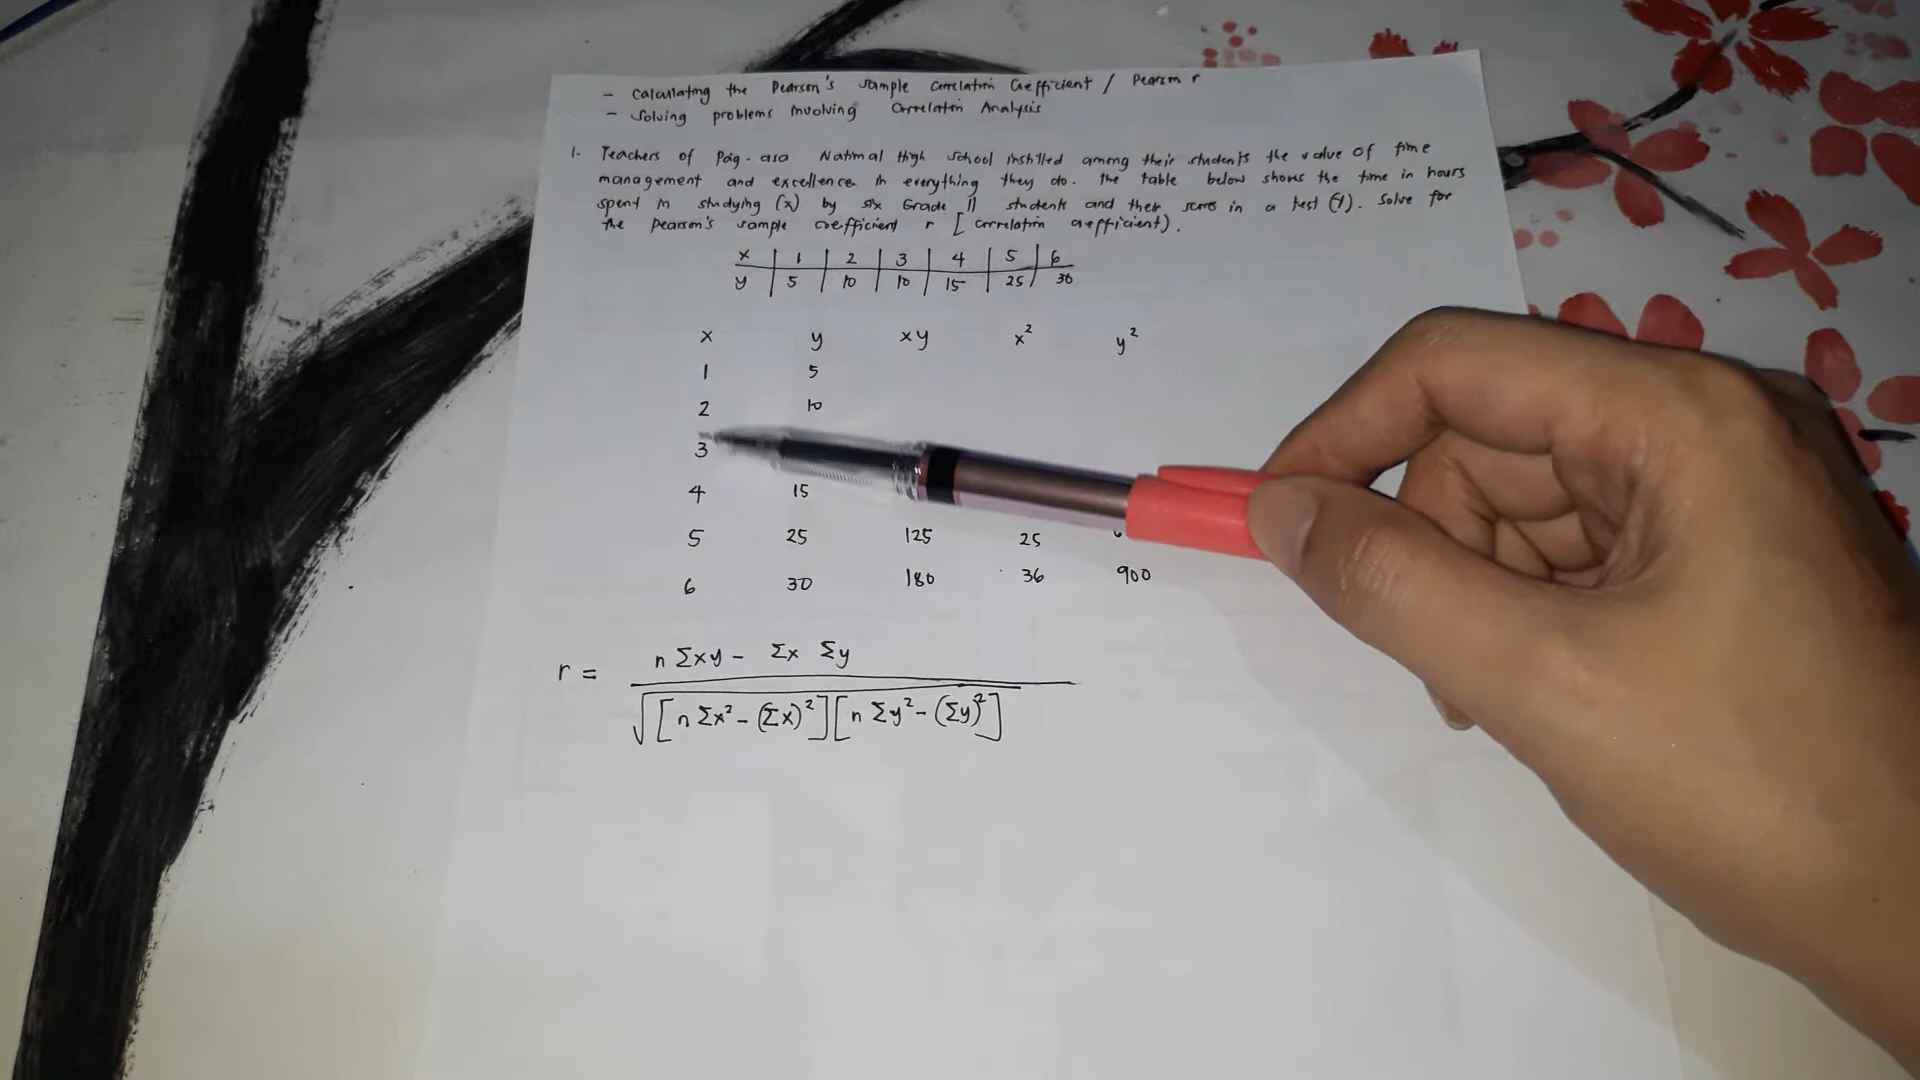 - Calculating the Pearson's sample Correlation Coefficient / Pearson r
- Solving problems involving Correlation Analysis
1. Teachers of Pag-asa National High School instilled among their students the value of time
management and excellence in everything they do. The table below shows the time in hours
spent in studying (x) by six Grade 11 students and their scores in a test (y). Solve for
the Pearson's sample coefficient r [correlation coefficient).
x | 1 | 2 | 3 | 4 | 5 | 6
y | 5 | 10 | 10 | 15 | 25 | 30
x y xy x² y²
1 5
2 10
3
4 15
5 25 125 25
6 30 180 36 900
r = n Σxy - Σx Σy
√[n Σx² - (Σx)²][n Σy² - (Σy)²]